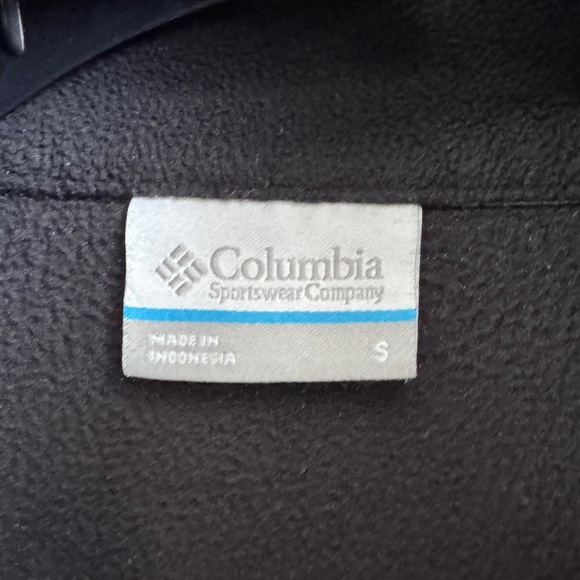 Columbia
Sportswear Company
MADE IN
INDONESIA
S